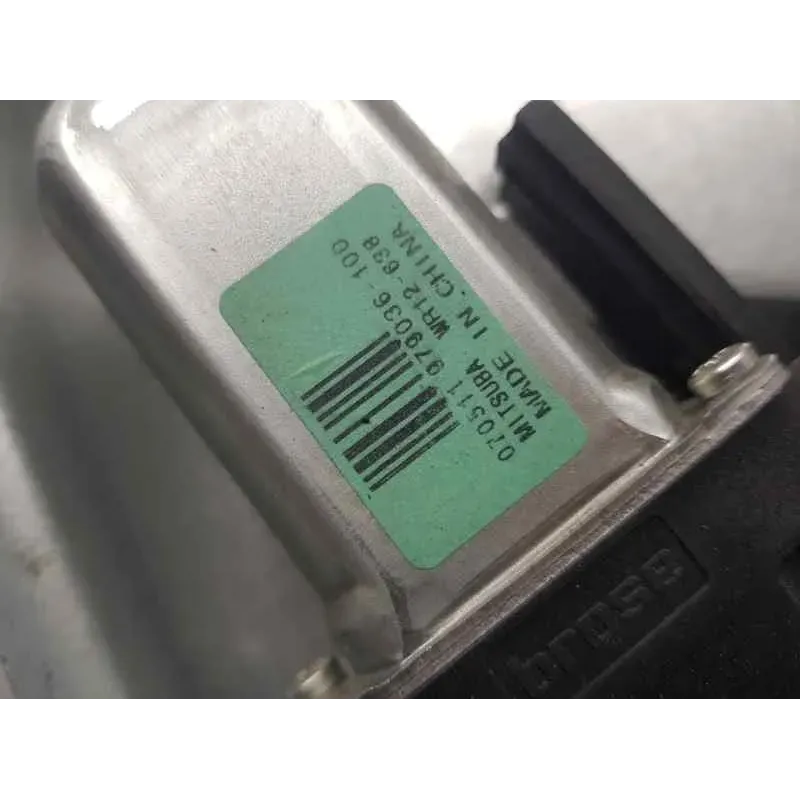 070511 979036-100
MITSUBA WR12-638
MADE IN.CHINA.
brose